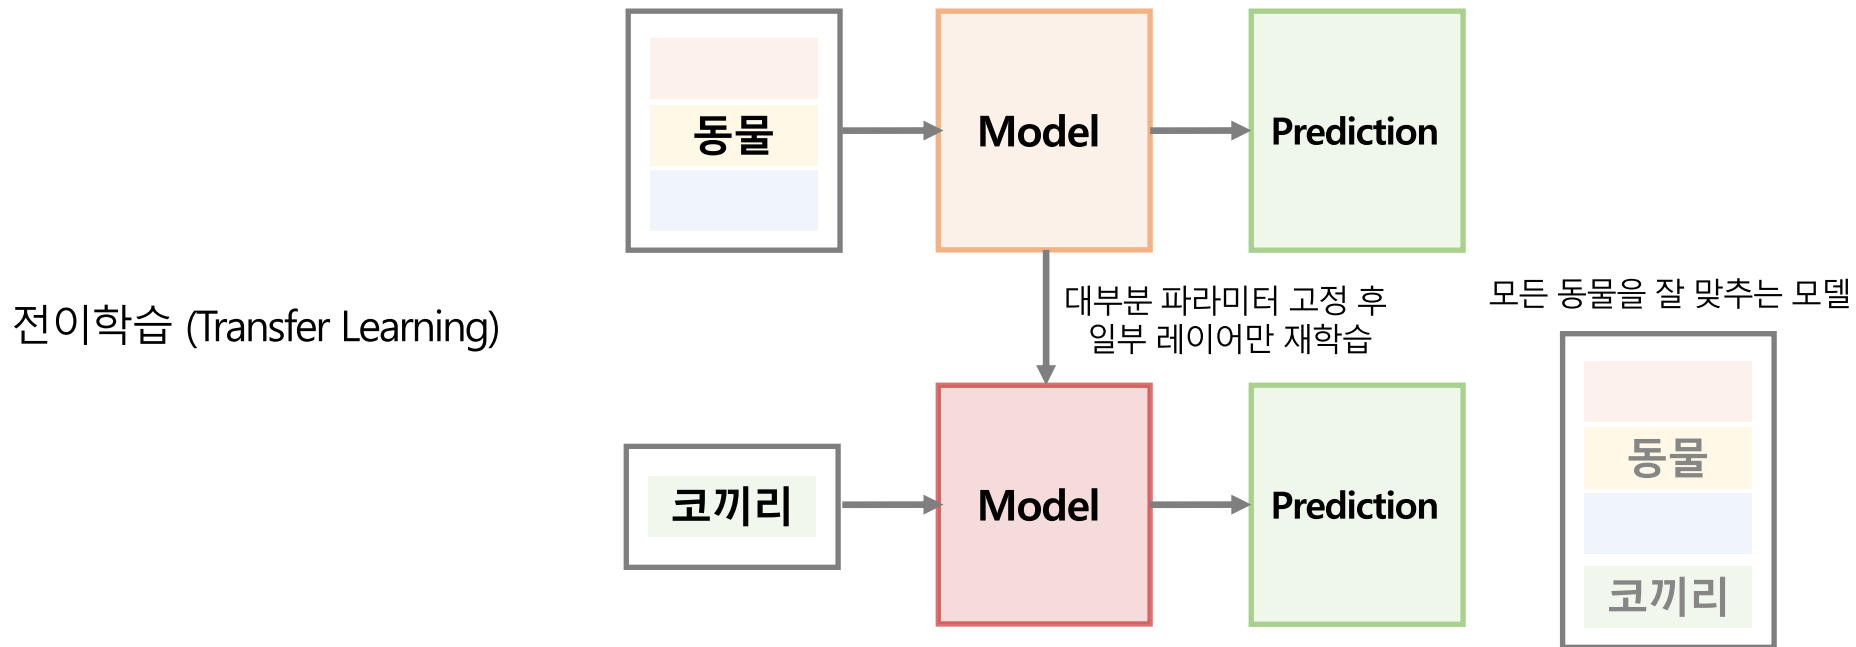 동물
Model
Prediction
전이학습 (Transfer Learning)
대부분 파라미터 고정 후
일부 레이어만 재학습
모든 동물을 잘 맞추는 모델
코끼리
Model
Prediction
동물
코끼리